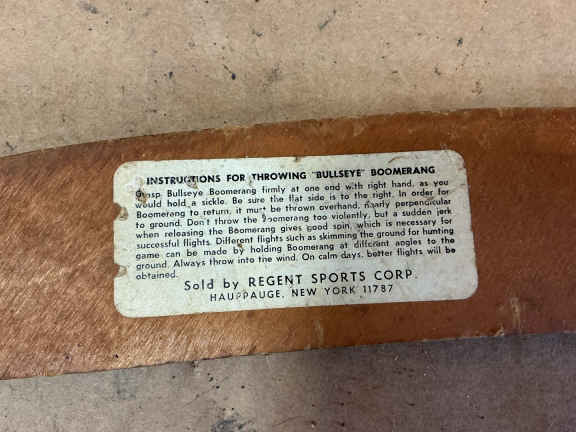 INSTRUCTIONS FOR THROWING "BULLSEYE" BOOMERANG
Grasp Bullseye Boomerang firmly at one end with right hand, as you
would hold a sickle. Be sure the flat side is to the right. In order for
Boomerang to return, it must be thrown overhand, nearly perpendicular
to ground. Don't throw the Boomerang too violently, but a sudden jerk
when releasing the Boomerang gives good spin, which is necessary for
successful flights. Different flights such as skimming the ground for hunting
game can be made by holding Boomerang at different angles to the
ground. Always throw into the wind. On calm days, better flights will be
obtained.
Sold by REGENT SPORTS CORP.
HAUPPAUGE, NEW YORK 11787